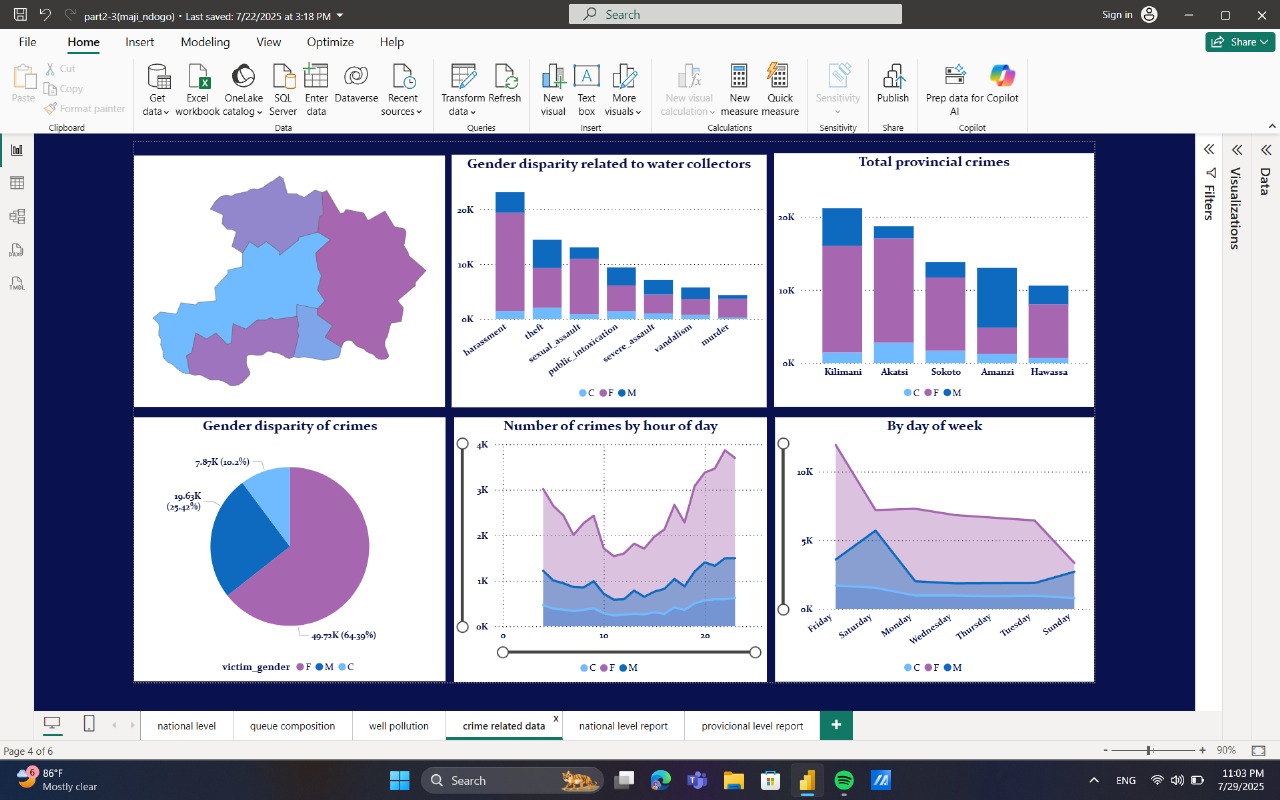 part2-3(maji_ndogo) • Last saved: 7/22/2025 at 3:18 PM
Search
Sign in
File Home Insert Modeling View Optimize Help
Share
Paste
Cut
Copy
Format painter
Get data
Excel workbook
OneLake catalog
SQL Server
Enter data
Dataverse
Recent sources
Transform data
Refresh
New visual
Text box
More visuals
New visual calculation
New measure
Quick measure
Sensitivity
Publish
Prep data for AI
Copilot
Clipboard Data Queries Insert Calculations Sensitivity Share Copilot
Filters
Visualizations
Data
Gender disparity related to water collectors
20K
10K
0K
harassment theft sexual_assault public_intoxication severe_assault vandalism murder
C F M
Total provincial crimes
20K
10K
0K
Kilimani Akatsi Sokoto Amanzi Hawassa
C F M
Gender disparity of crimes
7.87K (10.2%)
19.63K
(25.42%)
49.72K (64.39%)
victim_gender F M C
Number of crimes by hour of day
4K
3K
2K
1K
0K
0 10 20
C F M
By day of week
10K
5K
0K
Friday Saturday Monday Wednesday Thursday Tuesday Sunday
C F M
national level queue composition well pollution crime related data x national level report provicional level report +
Page 4 of 6
- + 90%
6
86°F
Mostly clear
Search
ENG
11:03 PM
7/29/2025